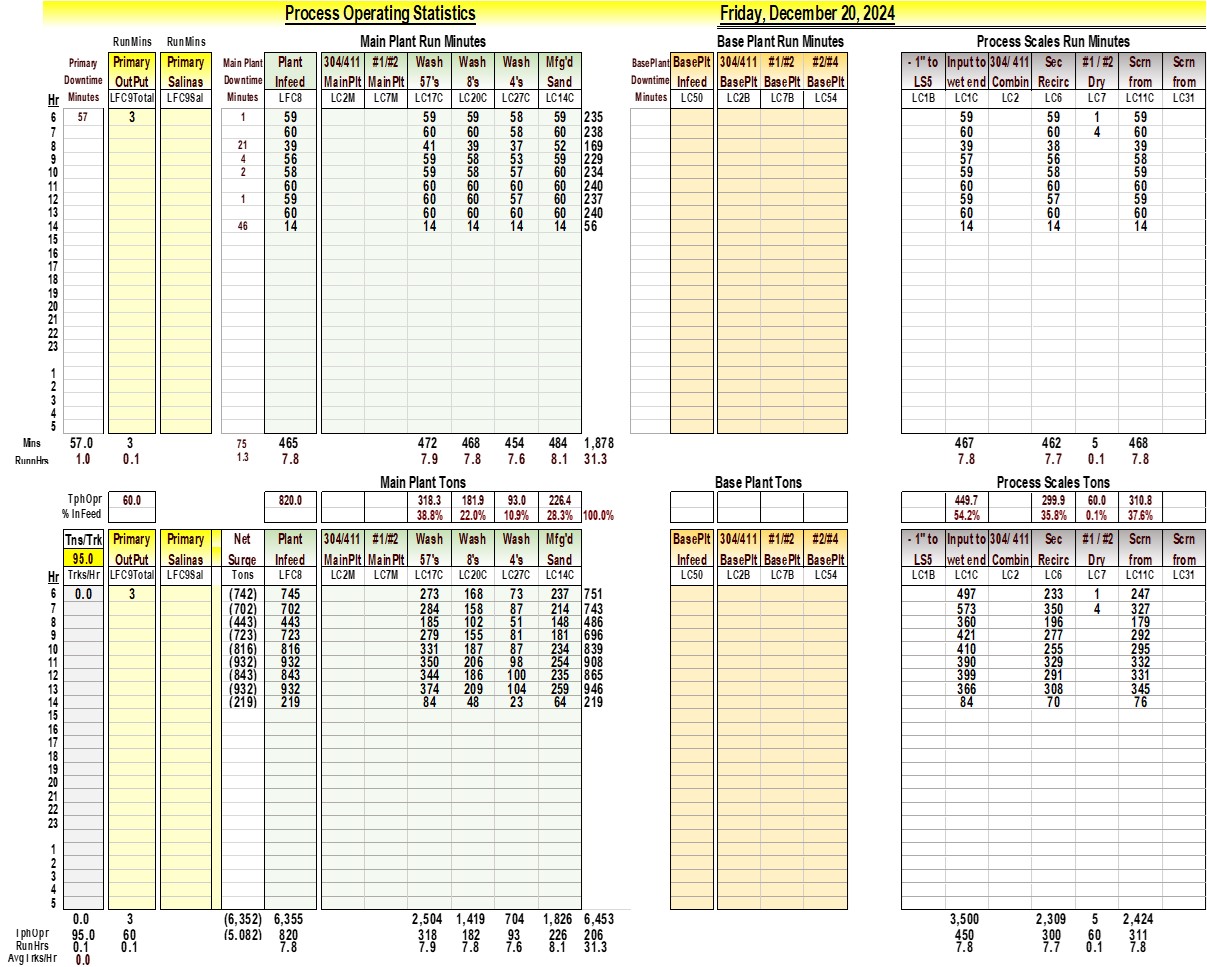 Process Operating Statistics Friday, December 20, 2024
RunMins RunMins Main Plant Run Minutes Base Plant Run Minutes Process Scales Run Minutes
Primary Primary Primary Main Plant Plant 304/411 #1/#2 Wash Wash Wash Mfg'd BasePlant BasePlt 304/411 #1/#2 #2/#4 - 1" to Input to 304/ 411 Sec #1 / #2 Scrn Scrn
Downtime OutPut Salinas Downtime Infeed MainPlt MainPlt 57's 8's 4's Sand Downtime Infeed BasePlt BasePlt BasePlt LS5 wet end Combin Recirc Dry from from
Hr Minutes LFC9Total LFC9Sal Minutes LFC8 LC2M LC7M LC17C LC20C LC27C LC14C Minutes LC50 LC2B LC7B LC54 LC1B LC1C LC2 LC6 LC7 LC11C LC31
6 57 3 1 59 59 59 58 59 235 59 59 1 59
7 60 60 60 58 60 238 60 60 4 60
8 21 39 41 39 37 52 169 39 38 39
9 4 56 59 58 53 59 229 57 56 58
10 2 58 59 58 57 60 234 59 58 59
11 60 60 60 60 60 240 60 60 60
12 1 59 60 60 57 60 237 59 57 59
13 60 60 60 60 60 240 60 60 60
14 46 14 14 14 14 14 56 14 14 14
15
16
17
18
19
20
21
22
23
1
2
3
4
5
Mins 57.0 3 75 465 472 468 454 484 1,878 467 462 5 468
RunnHrs 1.0 0.1 1.3 7.8 7.9 7.8 7.6 8.1 31.3 7.8 7.7 0.1 7.8
Main Plant Tons Base Plant Tons Process Scales Tons
TphOpr 60.0 820.0 318.3 181.9 93.0 226.4 449.7 299.9 60.0 310.8
% InFeed 38.8% 22.0% 10.9% 28.3% 100.0% 54.2% 35.8% 0.1% 37.6%
Tns/Trk Primary Primary Net Plant 304/411 #1/#2 Wash Wash Wash Mfg'd BasePlt 304/411 #1/#2 #2/#4 - 1" to Input to 304/ 411 Sec #1 / #2 Scrn Scrn
95.0 OutPut Salinas Surge Infeed MainPlt MainPlt 57's 8's 4's Sand Infeed BasePlt BasePlt BasePlt LS5 wet end Combin Recirc Dry from from
Hr Trks/Hr LFC9Total LFC9Sal Tons LFC8 LC2M LC7M LC17C LC20C LC27C LC14C LC50 LC2B LC7B LC54 LC1B LC1C LC2 LC6 LC7 LC11C LC31
6 0.0 3 (742) 745 273 168 73 237 751 497 233 1 247
7 (702) 702 284 158 87 214 743 573 350 4 327
8 (443) 443 185 102 51 148 486 360 196 179
9 (723) 723 279 155 81 181 696 421 277 292
10 (816) 816 331 187 87 234 839 410 255 295
11 (932) 932 350 206 98 254 908 390 329 332
12 (843) 843 344 186 100 235 865 399 291 331
13 (932) 932 374 209 104 259 946 366 308 345
14 (219) 219 84 48 23 64 219 84 70 76
15
16
17
18
19
20
21
22
23
1
2
3
4
5
0.0 3 (6,352) 6,355 2,504 1,419 704 1,826 6,453 3,500 2,309 5 2,424
TphOpr 95.0 60 (5,082) 820 318 182 93 226 206 450 300 60 311
RunHrs 0.1 0.1 7.8 7.9 7.8 7.6 8.1 31.3 7.8 7.7 0.1 7.8
AvgTrks/Hr 0.0